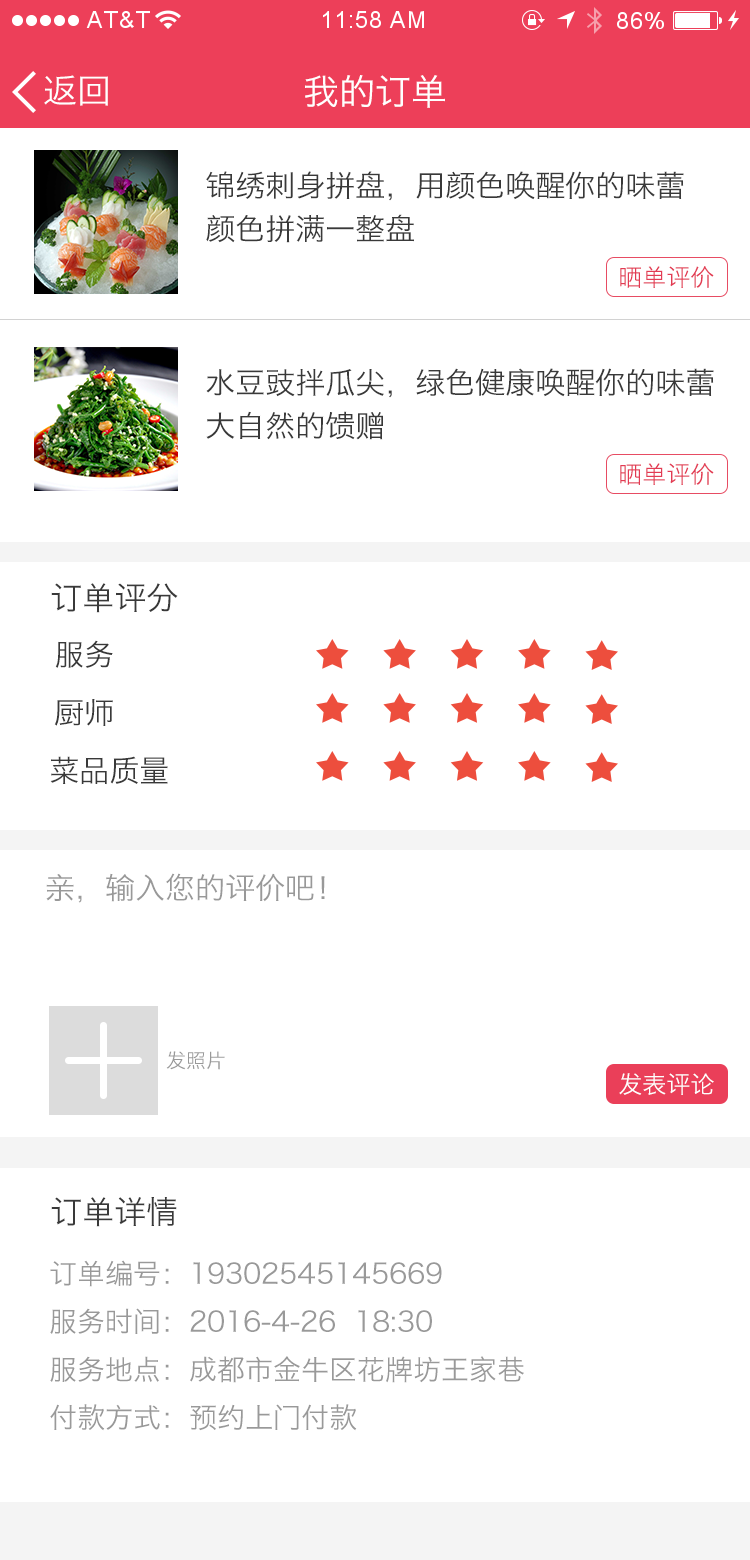 AT&T 11:58 AM 86%
返回 我的订单
锦绣刺身拼盘，用颜色唤醒你的味蕾
颜色拼满一整盘
晒单评价
水豆豉拌瓜尖，绿色健康唤醒你的味蕾
大自然的馈赠
晒单评价
订单评分
服务
厨师
菜品质量
亲，输入您的评价吧！
发照片
发表评论
订单详情
订单编号：19302545145669
服务时间：2016-4-26 18:30
服务地点：成都市金牛区花牌坊王家巷
付款方式：预约上门付款